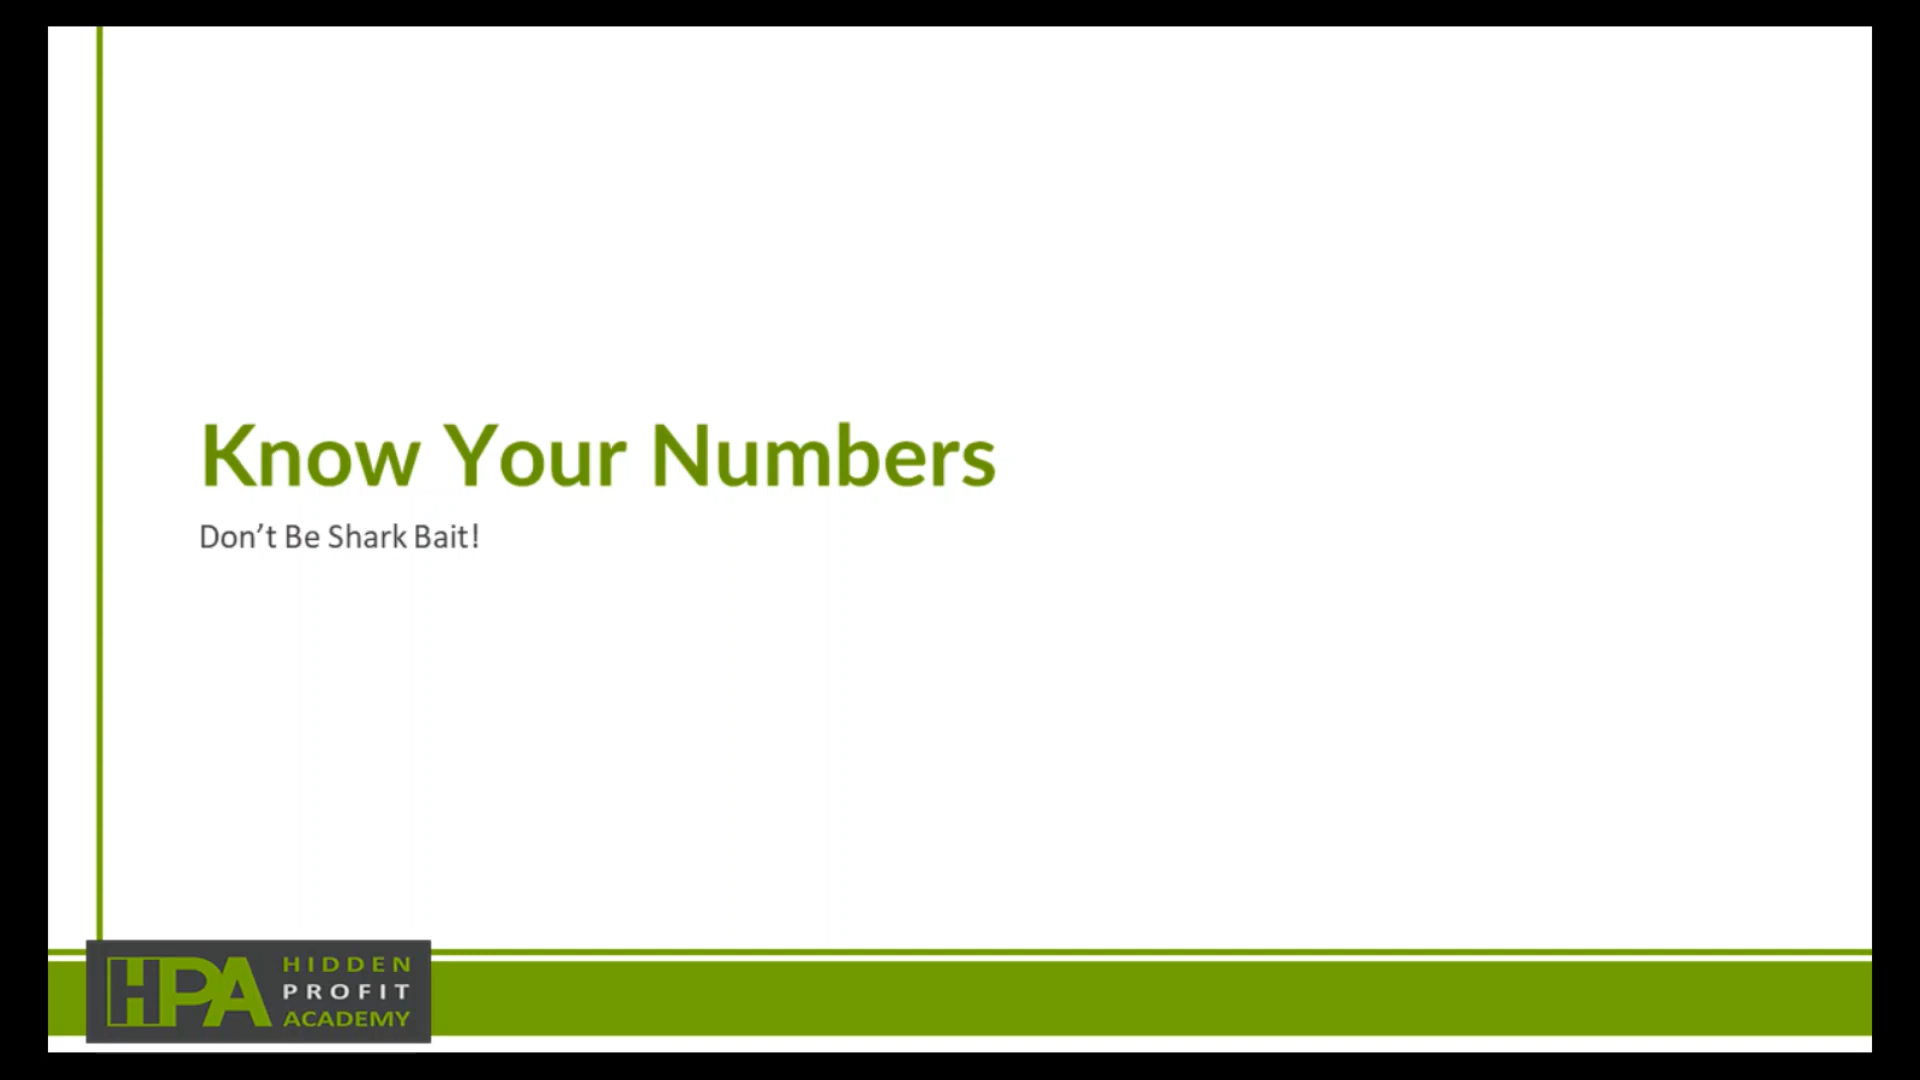 Know Your Numbers
Don’t Be Shark Bait!
HPA
HIDDEN
PROFIT
ACADEMY